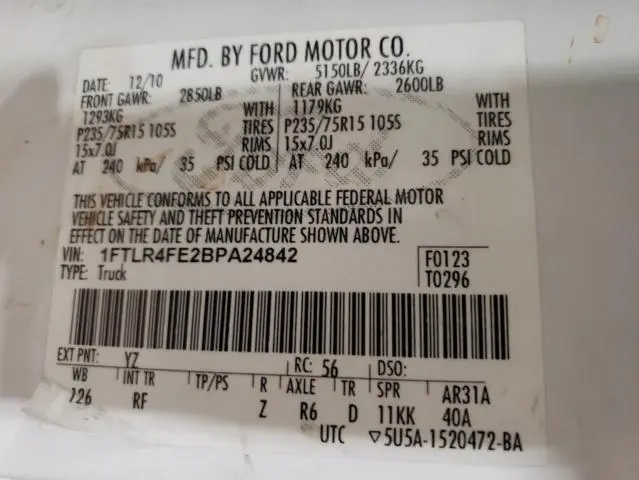 MFD. BY FORD MOTOR CO.
DATE: 12/10 GVWR: 5150LB/ 2336KG
FRONT GAWR: 2850LB REAR GAWR: 2600LB
1293KG WITH 1179KG WITH
P235/75R15 105S TIRES P235/75R15 105S TIRES
15x7.0J RIMS 15x7.0J RIMS
AT 240 kPa/ 35 PSI COLD AT 240 kPa/ 35 PSI COLD
THIS VEHICLE CONFORMS TO ALL APPLICABLE FEDERAL MOTOR
VEHICLE SAFETY AND THEFT PREVENTION STANDARDS IN
EFFECT ON THE DATE OF MANUFACTURE SHOWN ABOVE.
VIN: 1FTLR4FE2BPA24842 F0123
TYPE: Truck T0296
EXT PNT: YZ RC: 56 DSO:
WB INT TR TP/PS R AXLE TR SPR AR31A
126 RF Z R6 D 11KK 40A
UTC ▽5U5A-1520472-BA